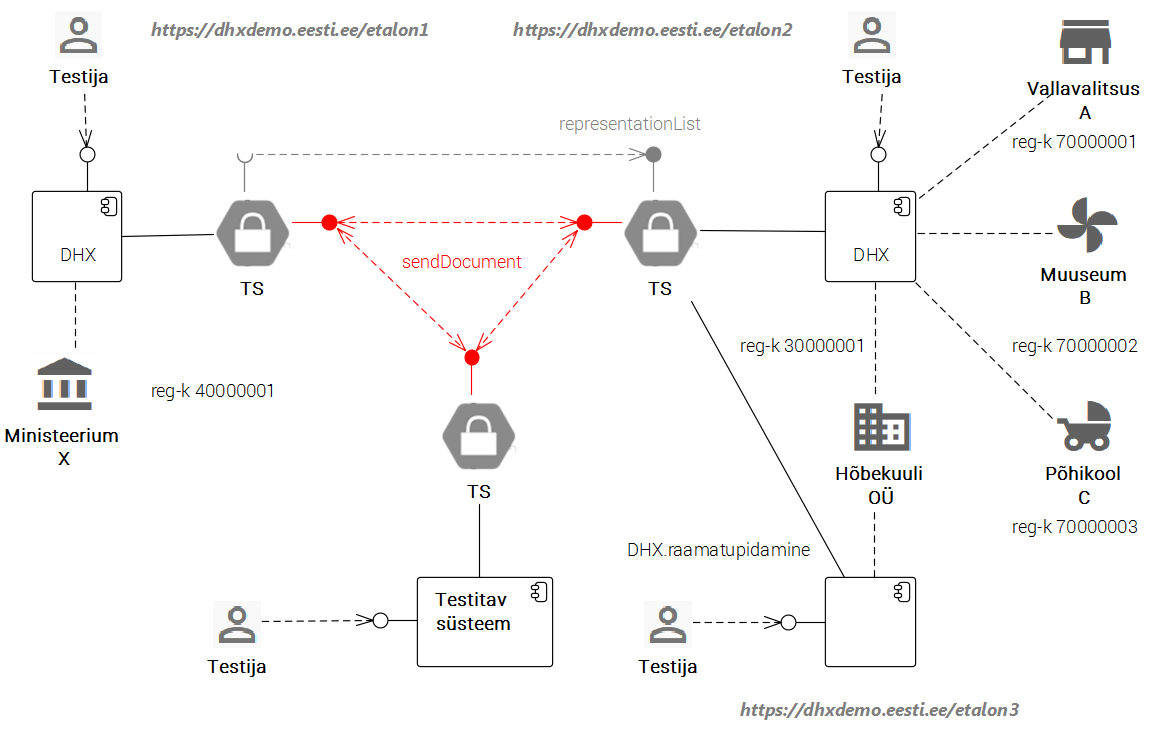 https://dhxdemo.eesti.ee/etalon1
https://dhxdemo.eesti.ee/etalon2
Testija
Testija
Vallavalitsus
A
reg-k 70000001
representationList
DHX
sendDocument
DHX
TS
TS
Muuseum
B
reg-k 30000001
reg-k 70000002
reg-k 40000001
Ministeerium
X
TS
Hõbekuuli
OÜ
Põhikool
C
reg-k 70000003
DHX.raamatupidamine
Testitav
süsteem
Testija
Testija
https://dhxdemo.eesti.ee/etalon3